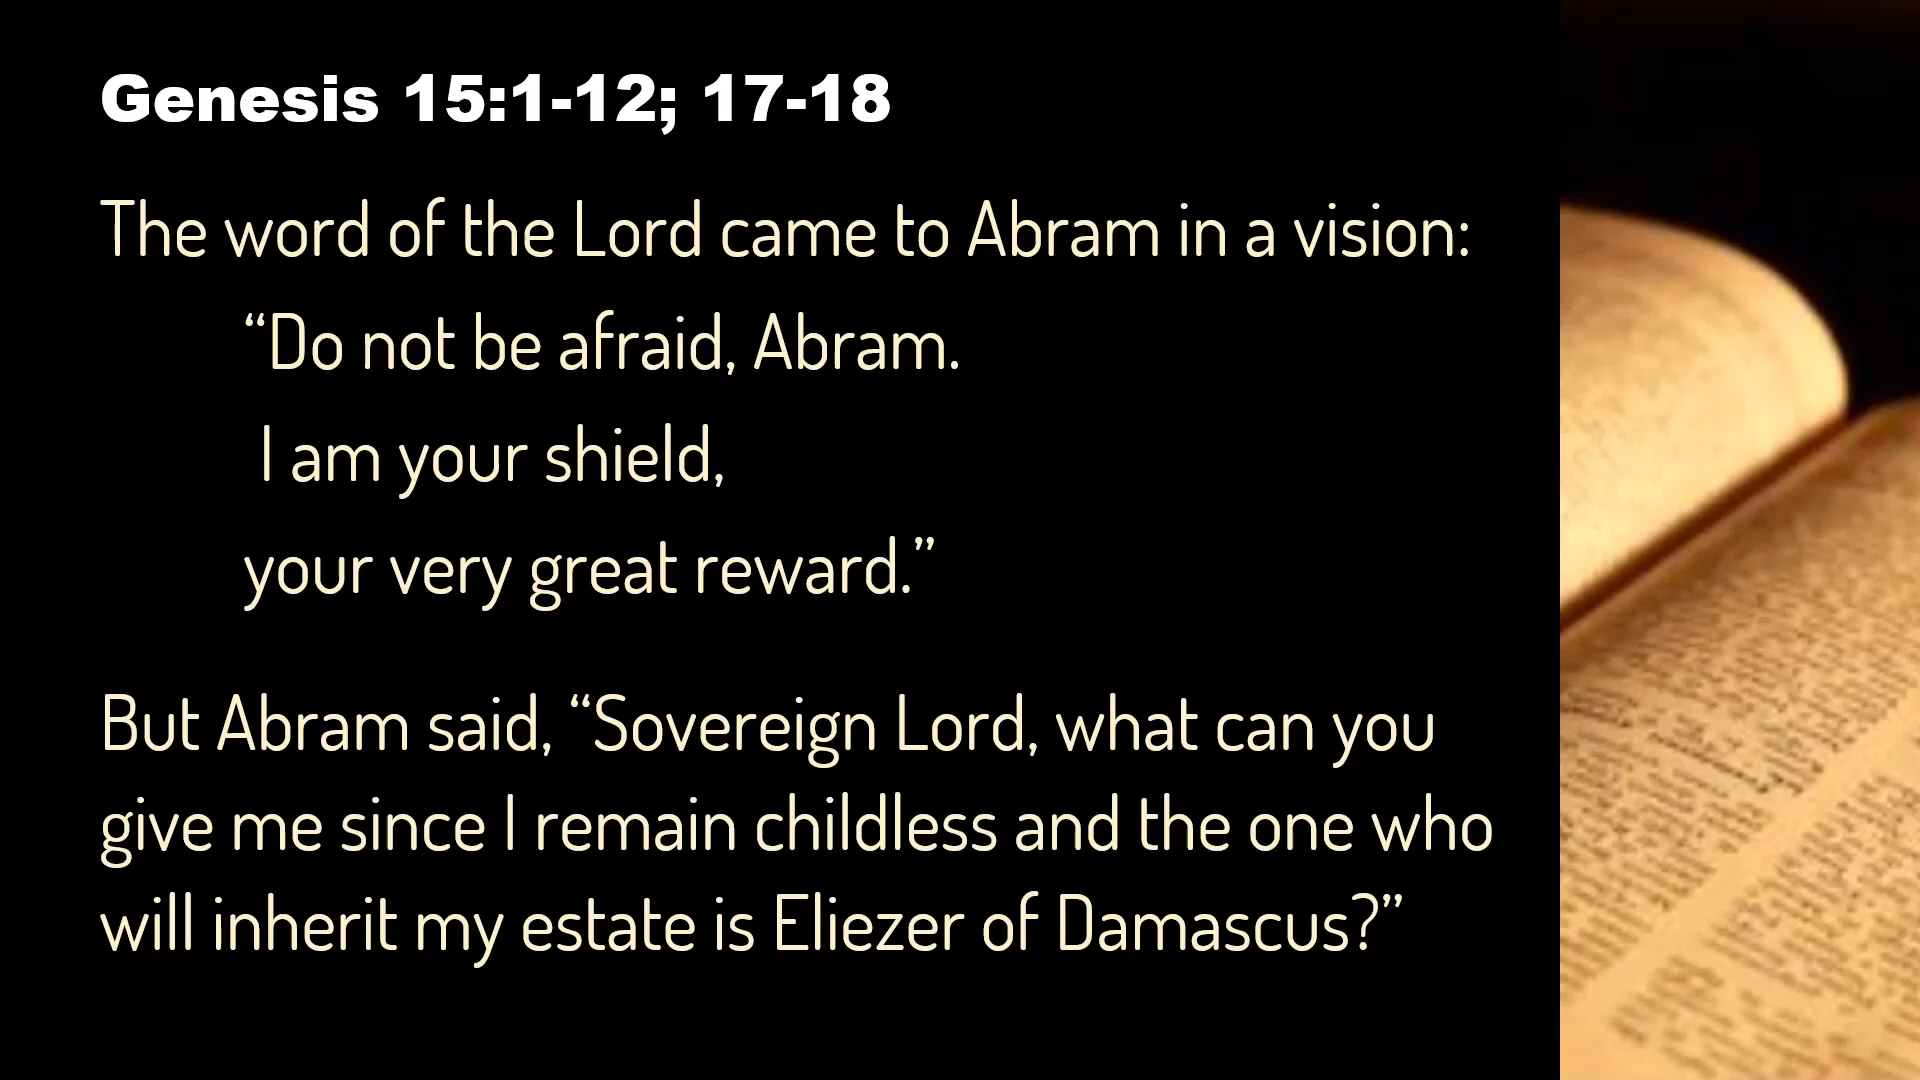 Genesis 15:1-12; 17-18
The word of the Lord came to Abram in a vision:
“Do not be afraid, Abram.
I am your shield,
your very great reward.”
But Abram said, “Sovereign Lord, what can you
give me since I remain childless and the one who
will inherit my estate is Eliezer of Damascus?”